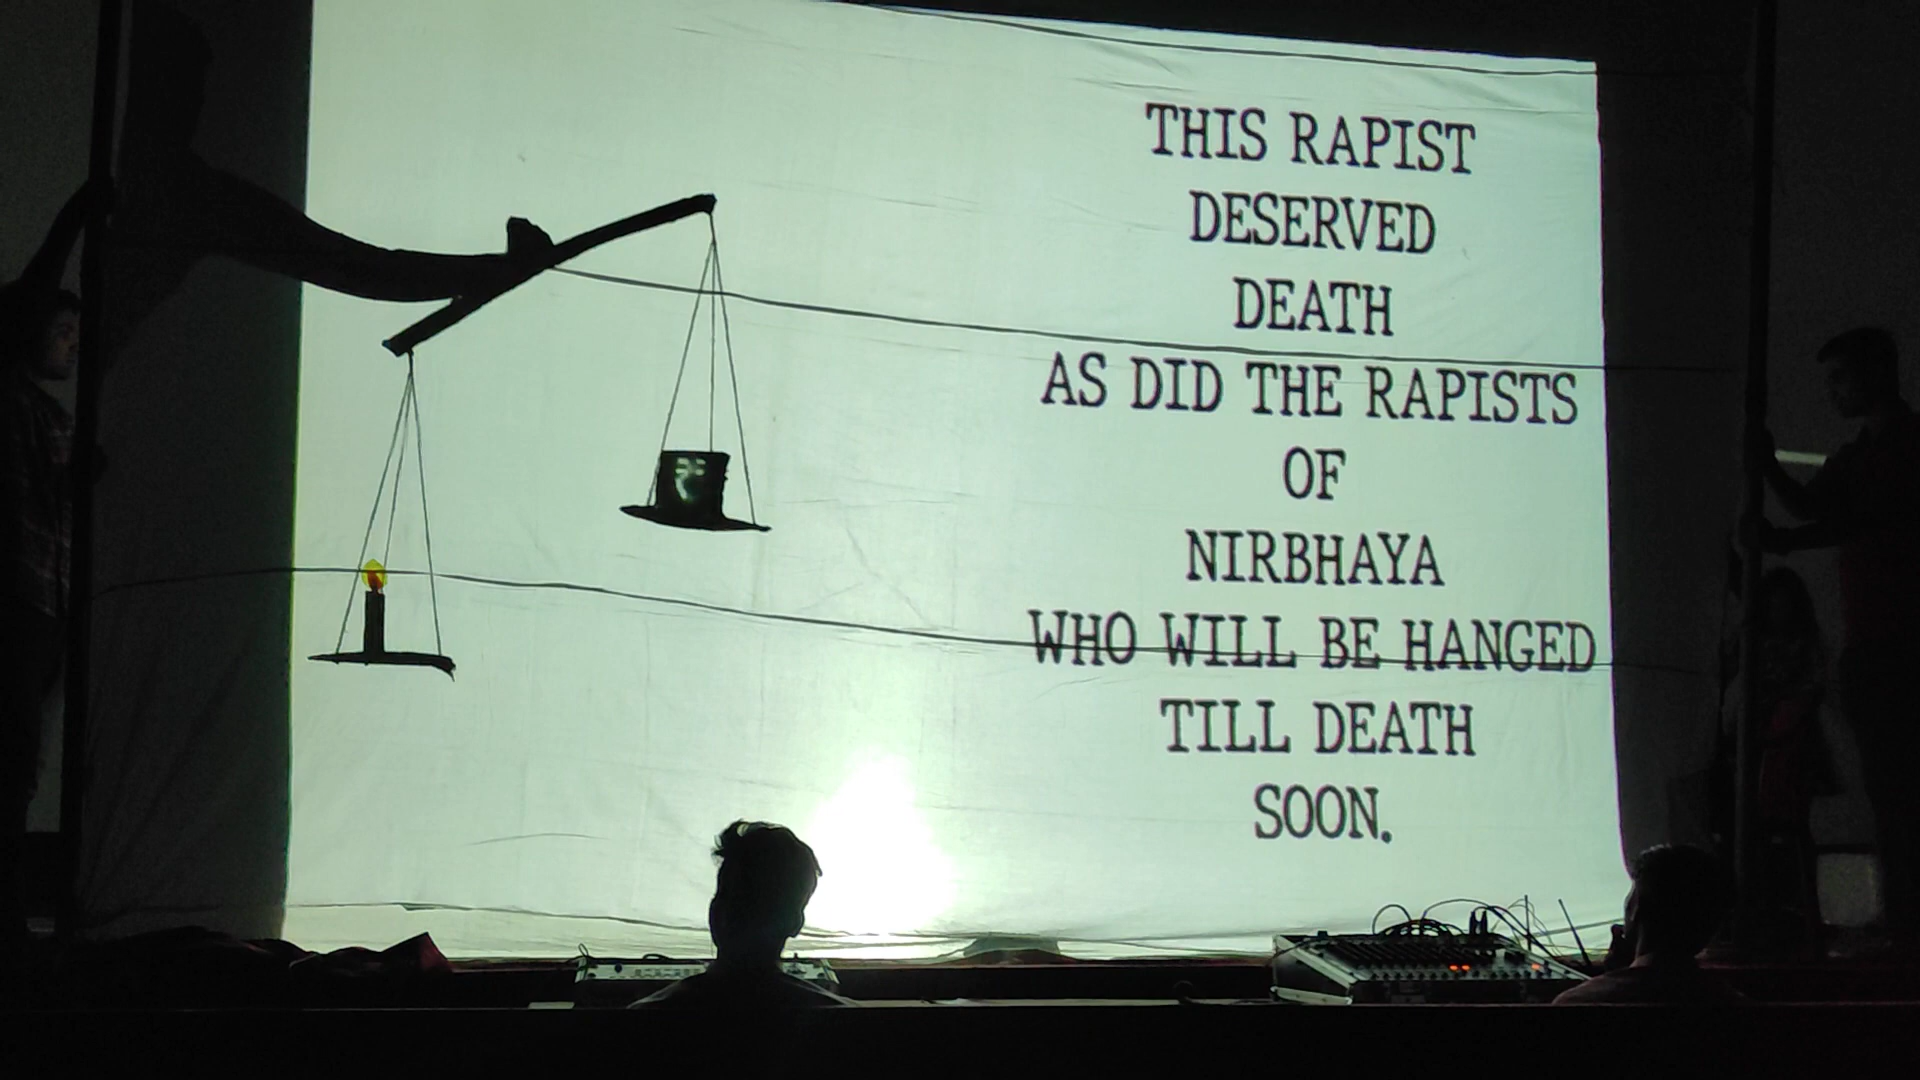 THIS RAPIST
DESERVED
DEATH
AS DID THE RAPISTS
OF
NIRBHAYA
WHO WILL BE HANGED
TILL DEATH
SOON.
₹